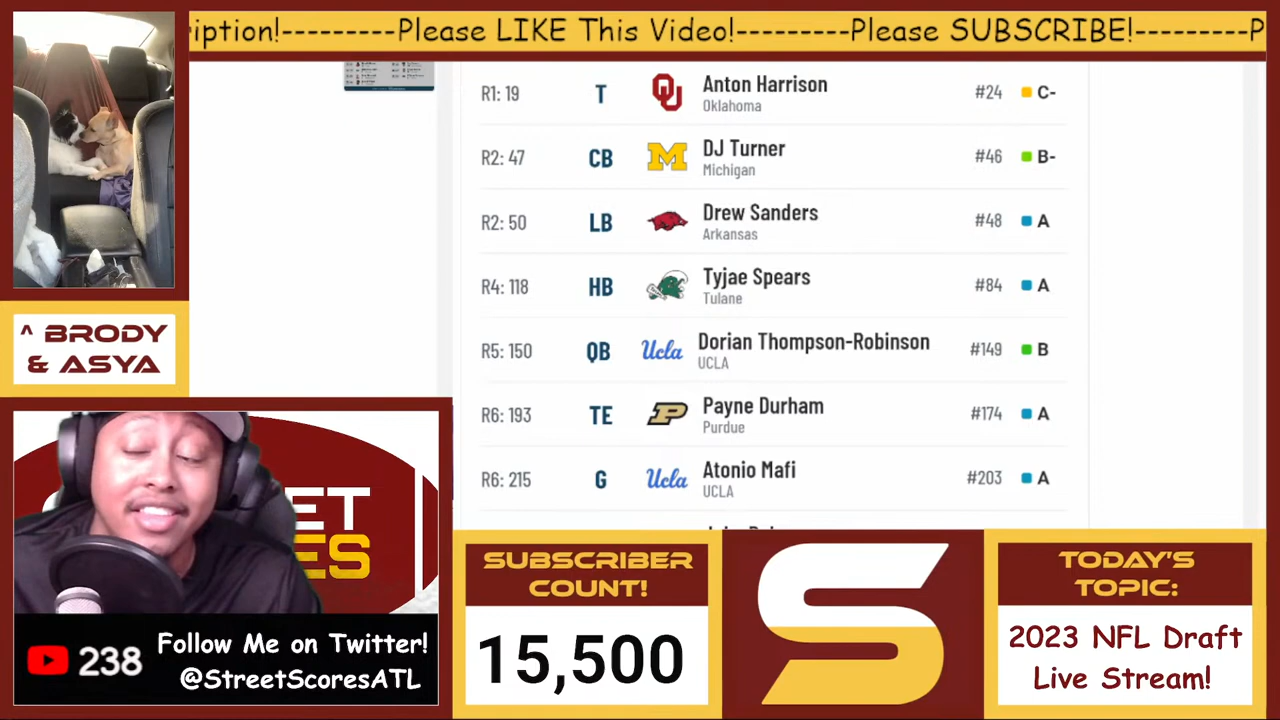 iption!---------Please LIKE This Video!---------Please SUBSCRIBE!---------P
R1: 19 T OU Anton Harrison #24 C-
Oklahoma
R2: 47 CB M DJ Turner #46 B-
Michigan
R2: 50 LB Drew Sanders #48 A
Arkansas
R4: 118 HB Tyjae Spears #84 A
Tulane
R5: 150 QB Ucla Dorian Thompson-Robinson #149 B
UCLA
R6: 193 TE P Payne Durham #174 A
Purdue
R6: 215 G Ucla Atonio Mafi #203 A
UCLA
^ BRODY
& ASYA
ET
ES
238 Follow Me on Twitter!
@StreetScoresATL
SUBSCRIBER
COUNT!
15,500
S
TODAY'S
TOPIC:
2023 NFL Draft
Live Stream!